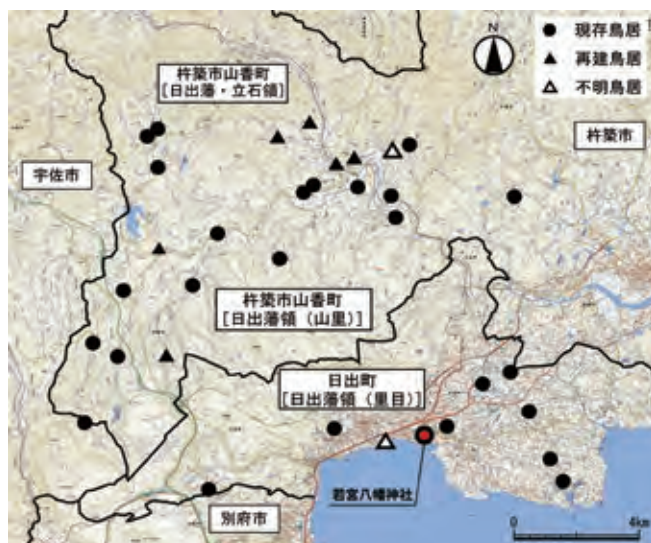 現存鳥居
再建鳥居
不明鳥居
杵築市山香町
[日出藩・立石領]
杵築市
宇佐市
杵築市山香町
[日出藩領（山里）]
日出町
[日出藩領（里目）]
若宮八幡神社
別府市
0 4km